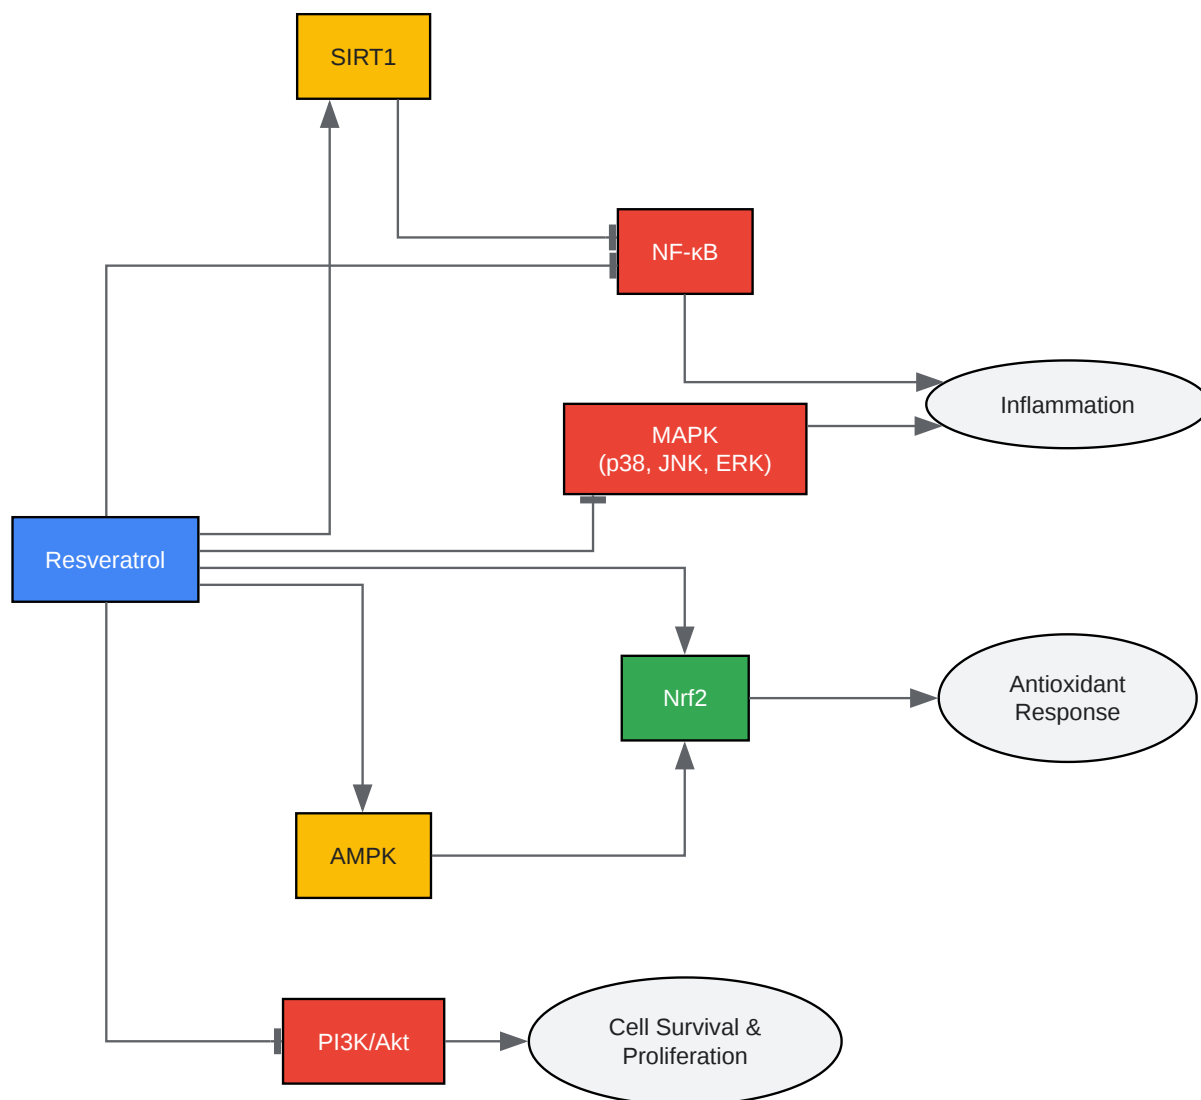 SIRT1
NF-κB
Inflammation
MAPK
(p38, JNK, ERK)
Resveratrol
Nrf2
Antioxidant
Response
AMPK
PI3K/Akt
Cell Survival &
Proliferation